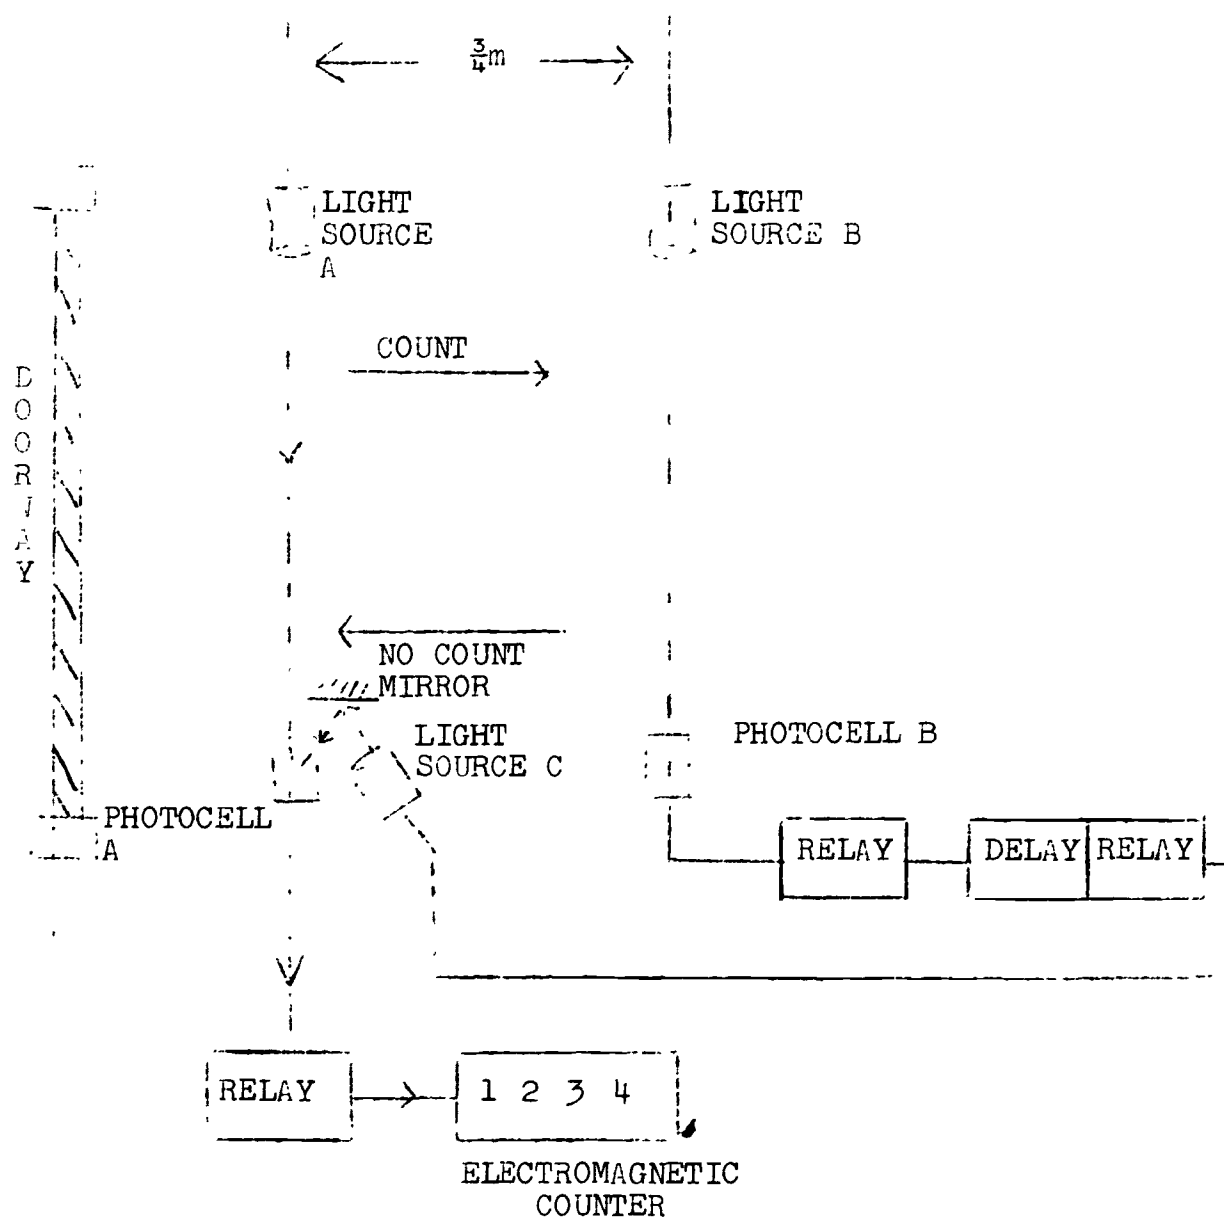 ¾m
LIGHT
SOURCE
A
LIGHT
SOURCE B
COUNT
DOORWAY
NO COUNT
MIRROR
LIGHT
SOURCE C
PHOTOCELL B
PHOTOCELL
A
RELAY
DELAY
RELAY
RELAY
1 2 3 4
ELECTROMAGNETIC
COUNTER